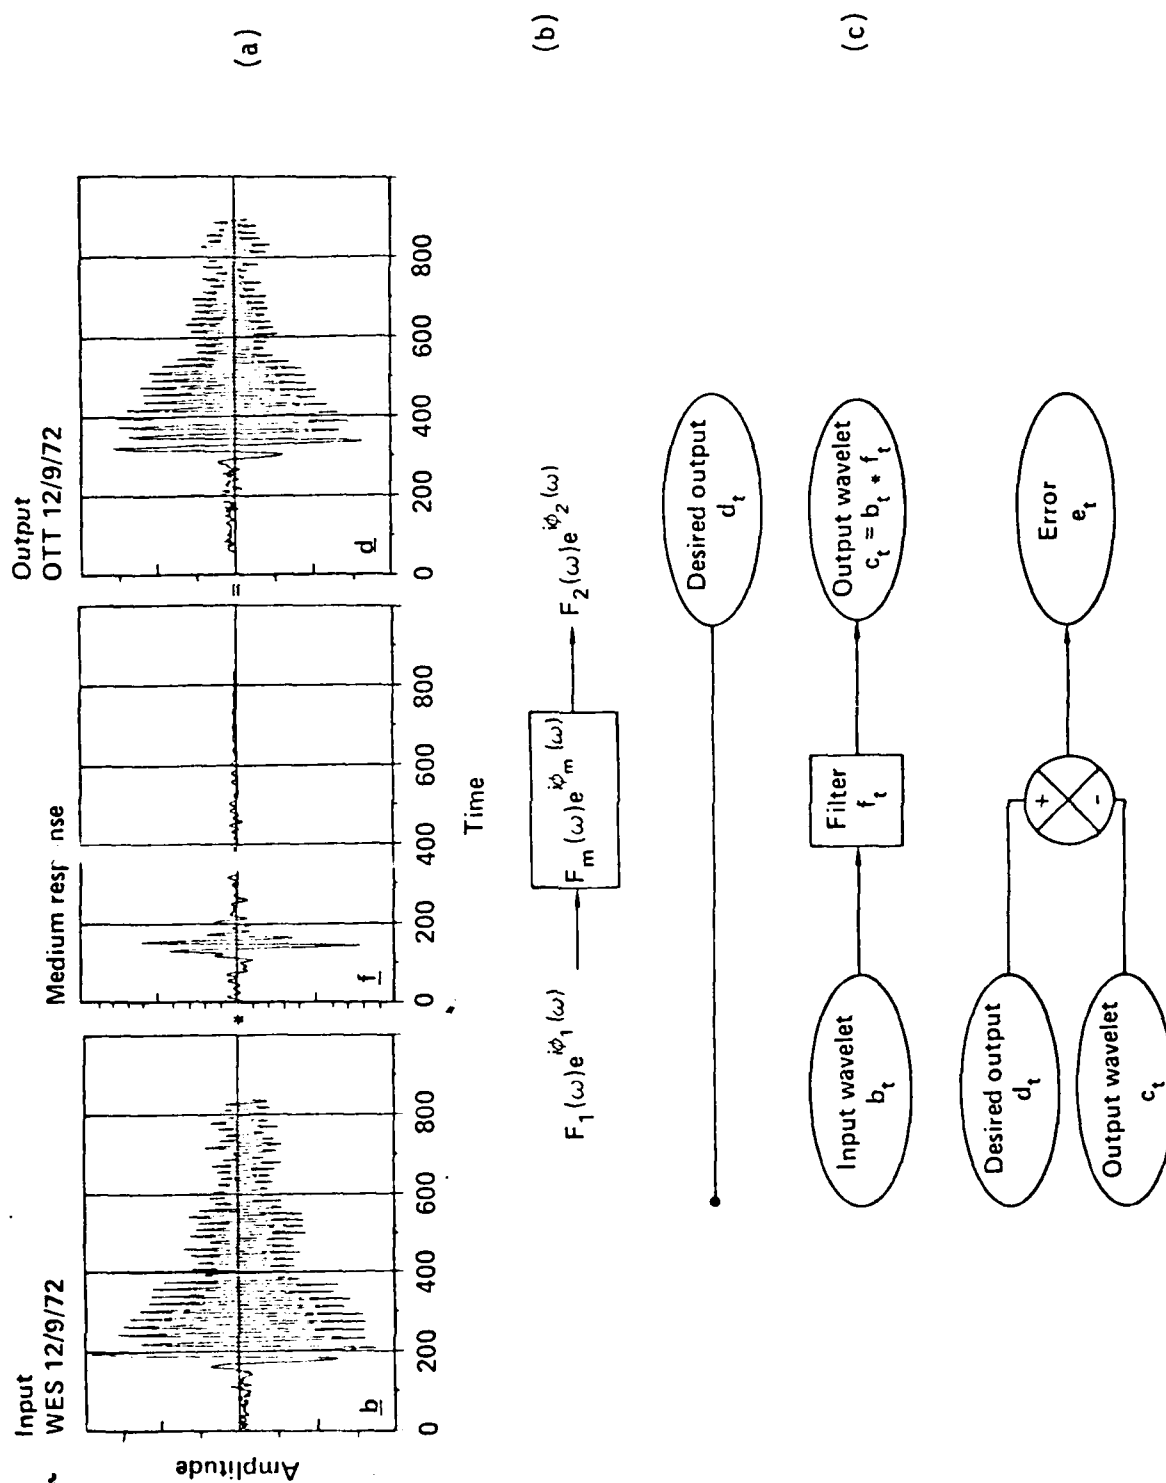 Input
WES 12/9/72
Medium resp nse
Output
OTT 12/9/72
Amplitude
b
f
d
*
=
0 200 400 600 800
0 200 400 600 800
0 200 400 600 800
Time
(a)
F₁(ω)e^{iϕ₁(ω)}
Fₘ(ω)e^{iϕₘ(ω)}
F₂(ω)e^{iϕ₂(ω)}
(b)
Desired output
dₜ
Input wavelet
bₜ
Filter
fₜ
Output wavelet
cₜ = bₜ * fₜ
(c)
Desired output
dₜ
Output wavelet
cₜ
+
-
Error
eₜ